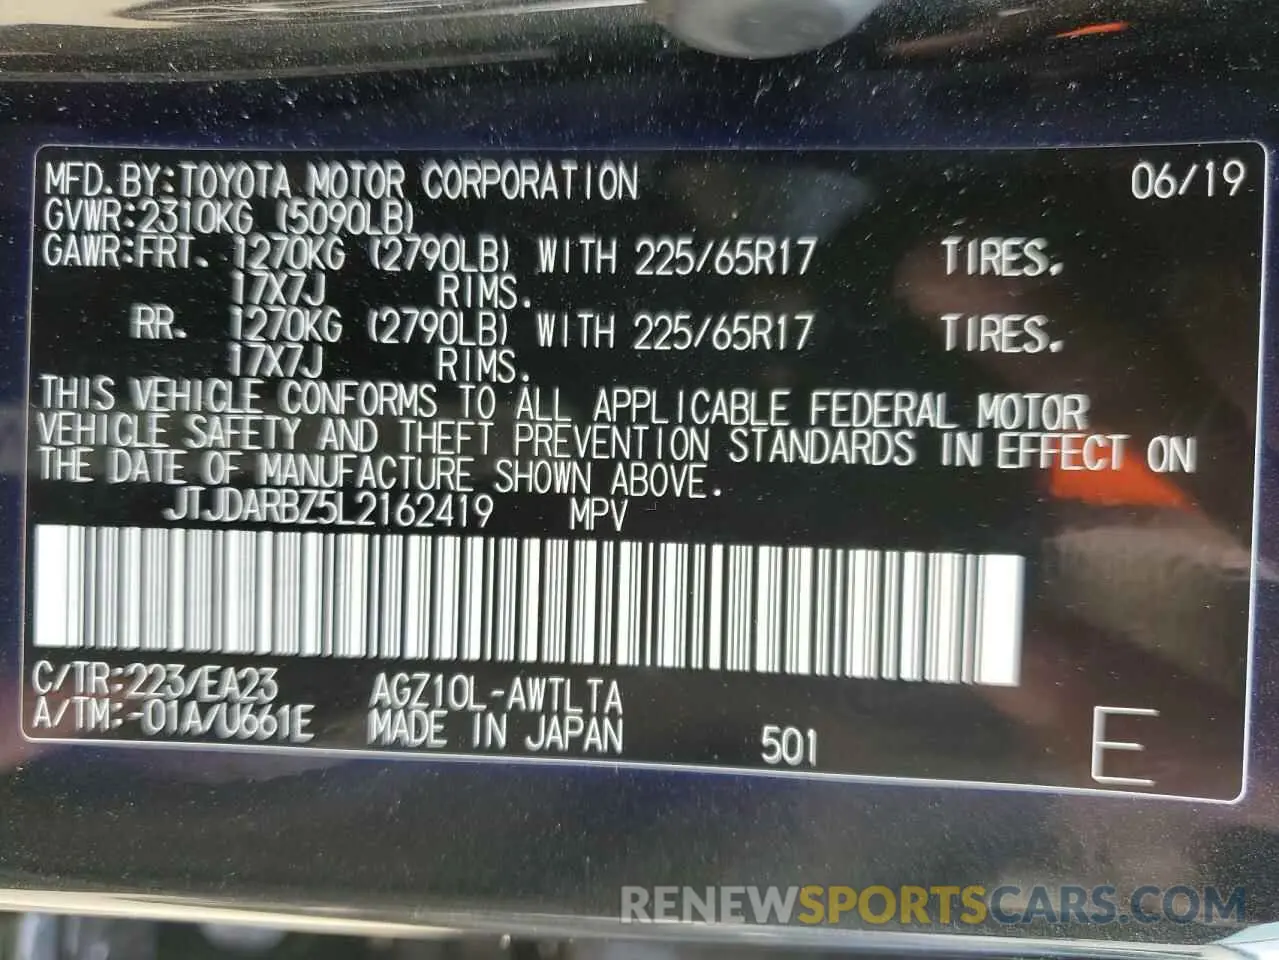 MFD.BY:TOYOTA MOTOR CORPORATION 06/19
GVWR:2310KG (5090LB)
GAWR:FRT. 1270KG (2790LB) WITH 225/65R17 TIRES.
17X7J RIMS.
RR. 1270KG (2790LB) WITH 225/65R17 TIRES.
17X7J RIMS.
THIS VEHICLE CONFORMS TO ALL APPLICABLE FEDERAL MOTOR
VEHICLE SAFETY AND THEFT PREVENTION STANDARDS IN EFFECT ON
THE DATE OF MANUFACTURE SHOWN ABOVE.
JTJDARBZ5L2162419 MPV
C/TR:223/EA23 AGZ10L-AWTLTA
A/TM:-01A/U661E MADE IN JAPAN 501 E
RENEWSPORTSCARS.COM